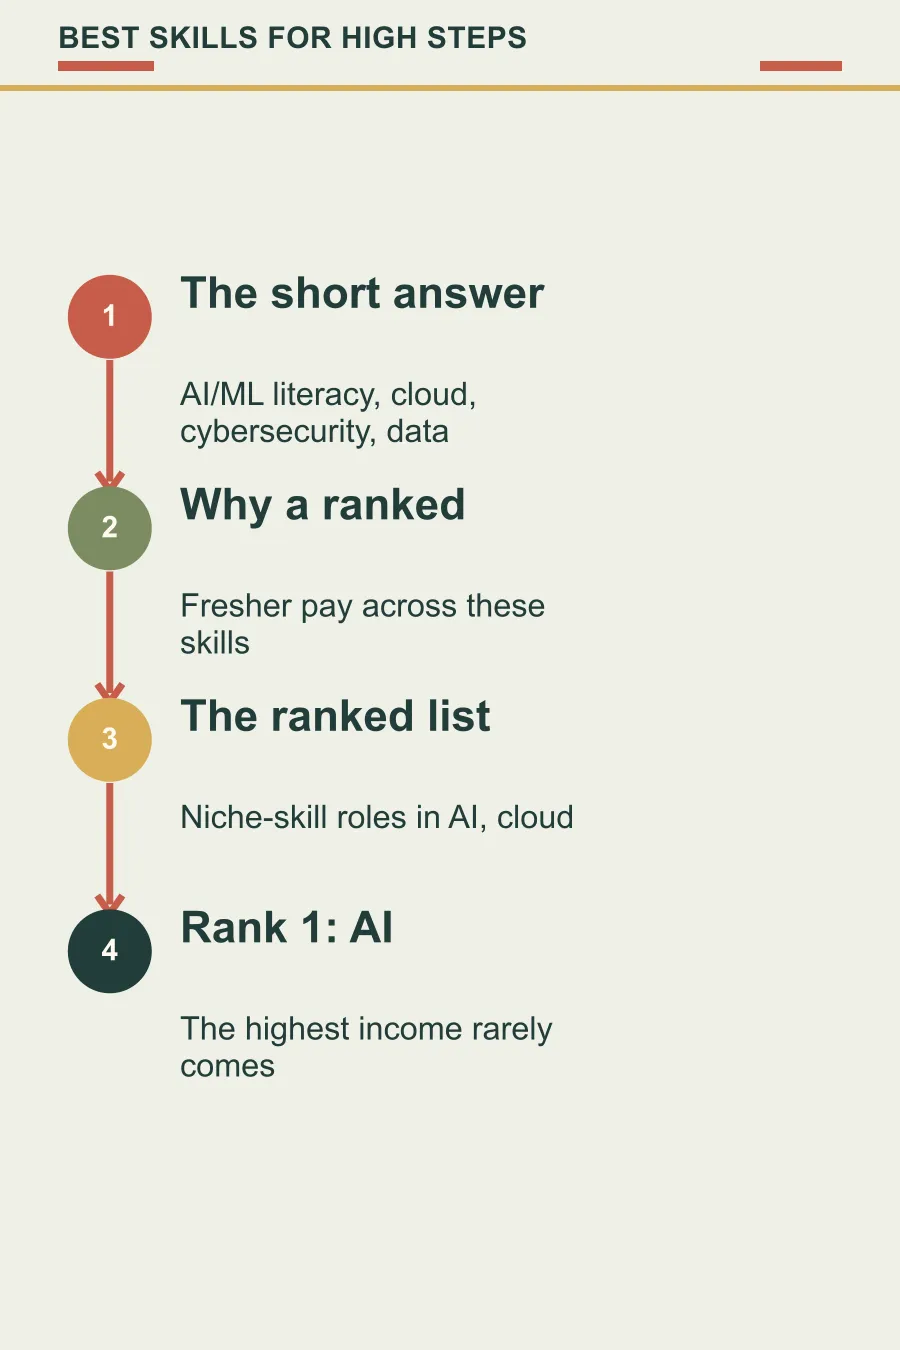 BEST SKILLS FOR HIGH STEPS
1
The short answer
AI/ML literacy, cloud,
cybersecurity, data
2
Why a ranked
Fresher pay across these
skills
3
The ranked list
Niche-skill roles in AI, cloud
4
Rank 1: AI
The highest income rarely
comes